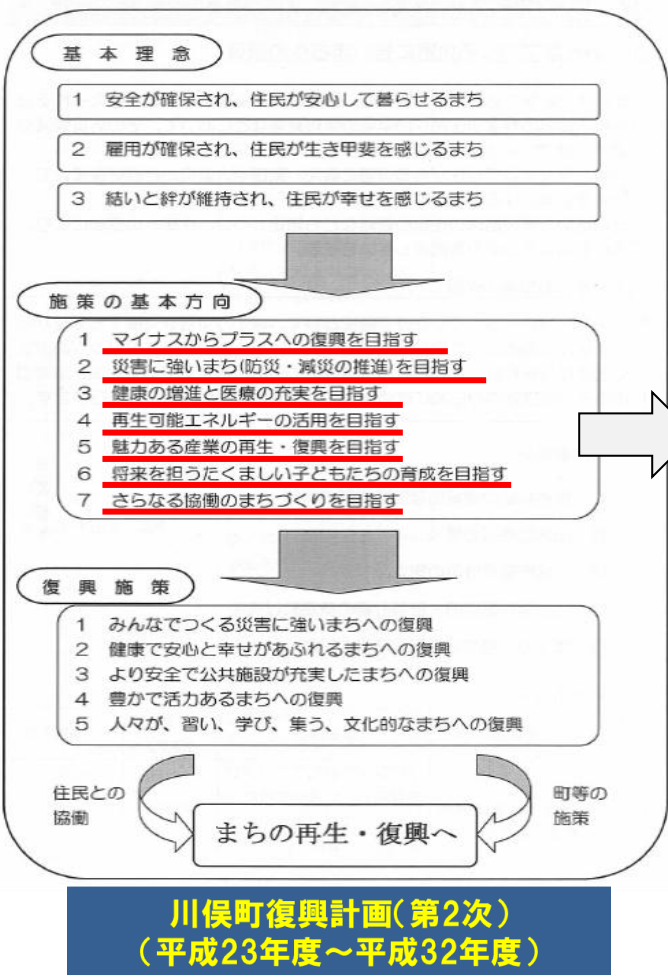 基本理念
1 安全が確保され、住民が安心して暮らせるまち
2 雇用が確保され、住民が生き甲斐を感じるまち
3 結いと絆が維持され、住民が幸せを感じるまち
施策の基本方向
1 マイナスからプラスへの復興を目指す
2 災害に強いまち(防災・減災の推進)を目指す
3 健康の増進と医療の充実を目指す
4 再生可能エネルギーの活用を目指す
5 魅力ある産業の再生・復興を目指す
6 将来を担うたくましい子どもたちの育成を目指す
7 さらなる協働のまちづくりを目指す
復興施策
1 みんなでつくる災害に強いまちへの復興
2 健康で安心と幸せがあふれるまちへの復興
3 より安全で公共施設が充実したまちへの復興
4 豊かで活力あるまちへの復興
5 人々が、習い、学び、集う、文化的なまちへの復興
住民との
協働
町等の
施策
まちの再生・復興へ
川俣町復興計画(第2次)
(平成23年度～平成32年度)